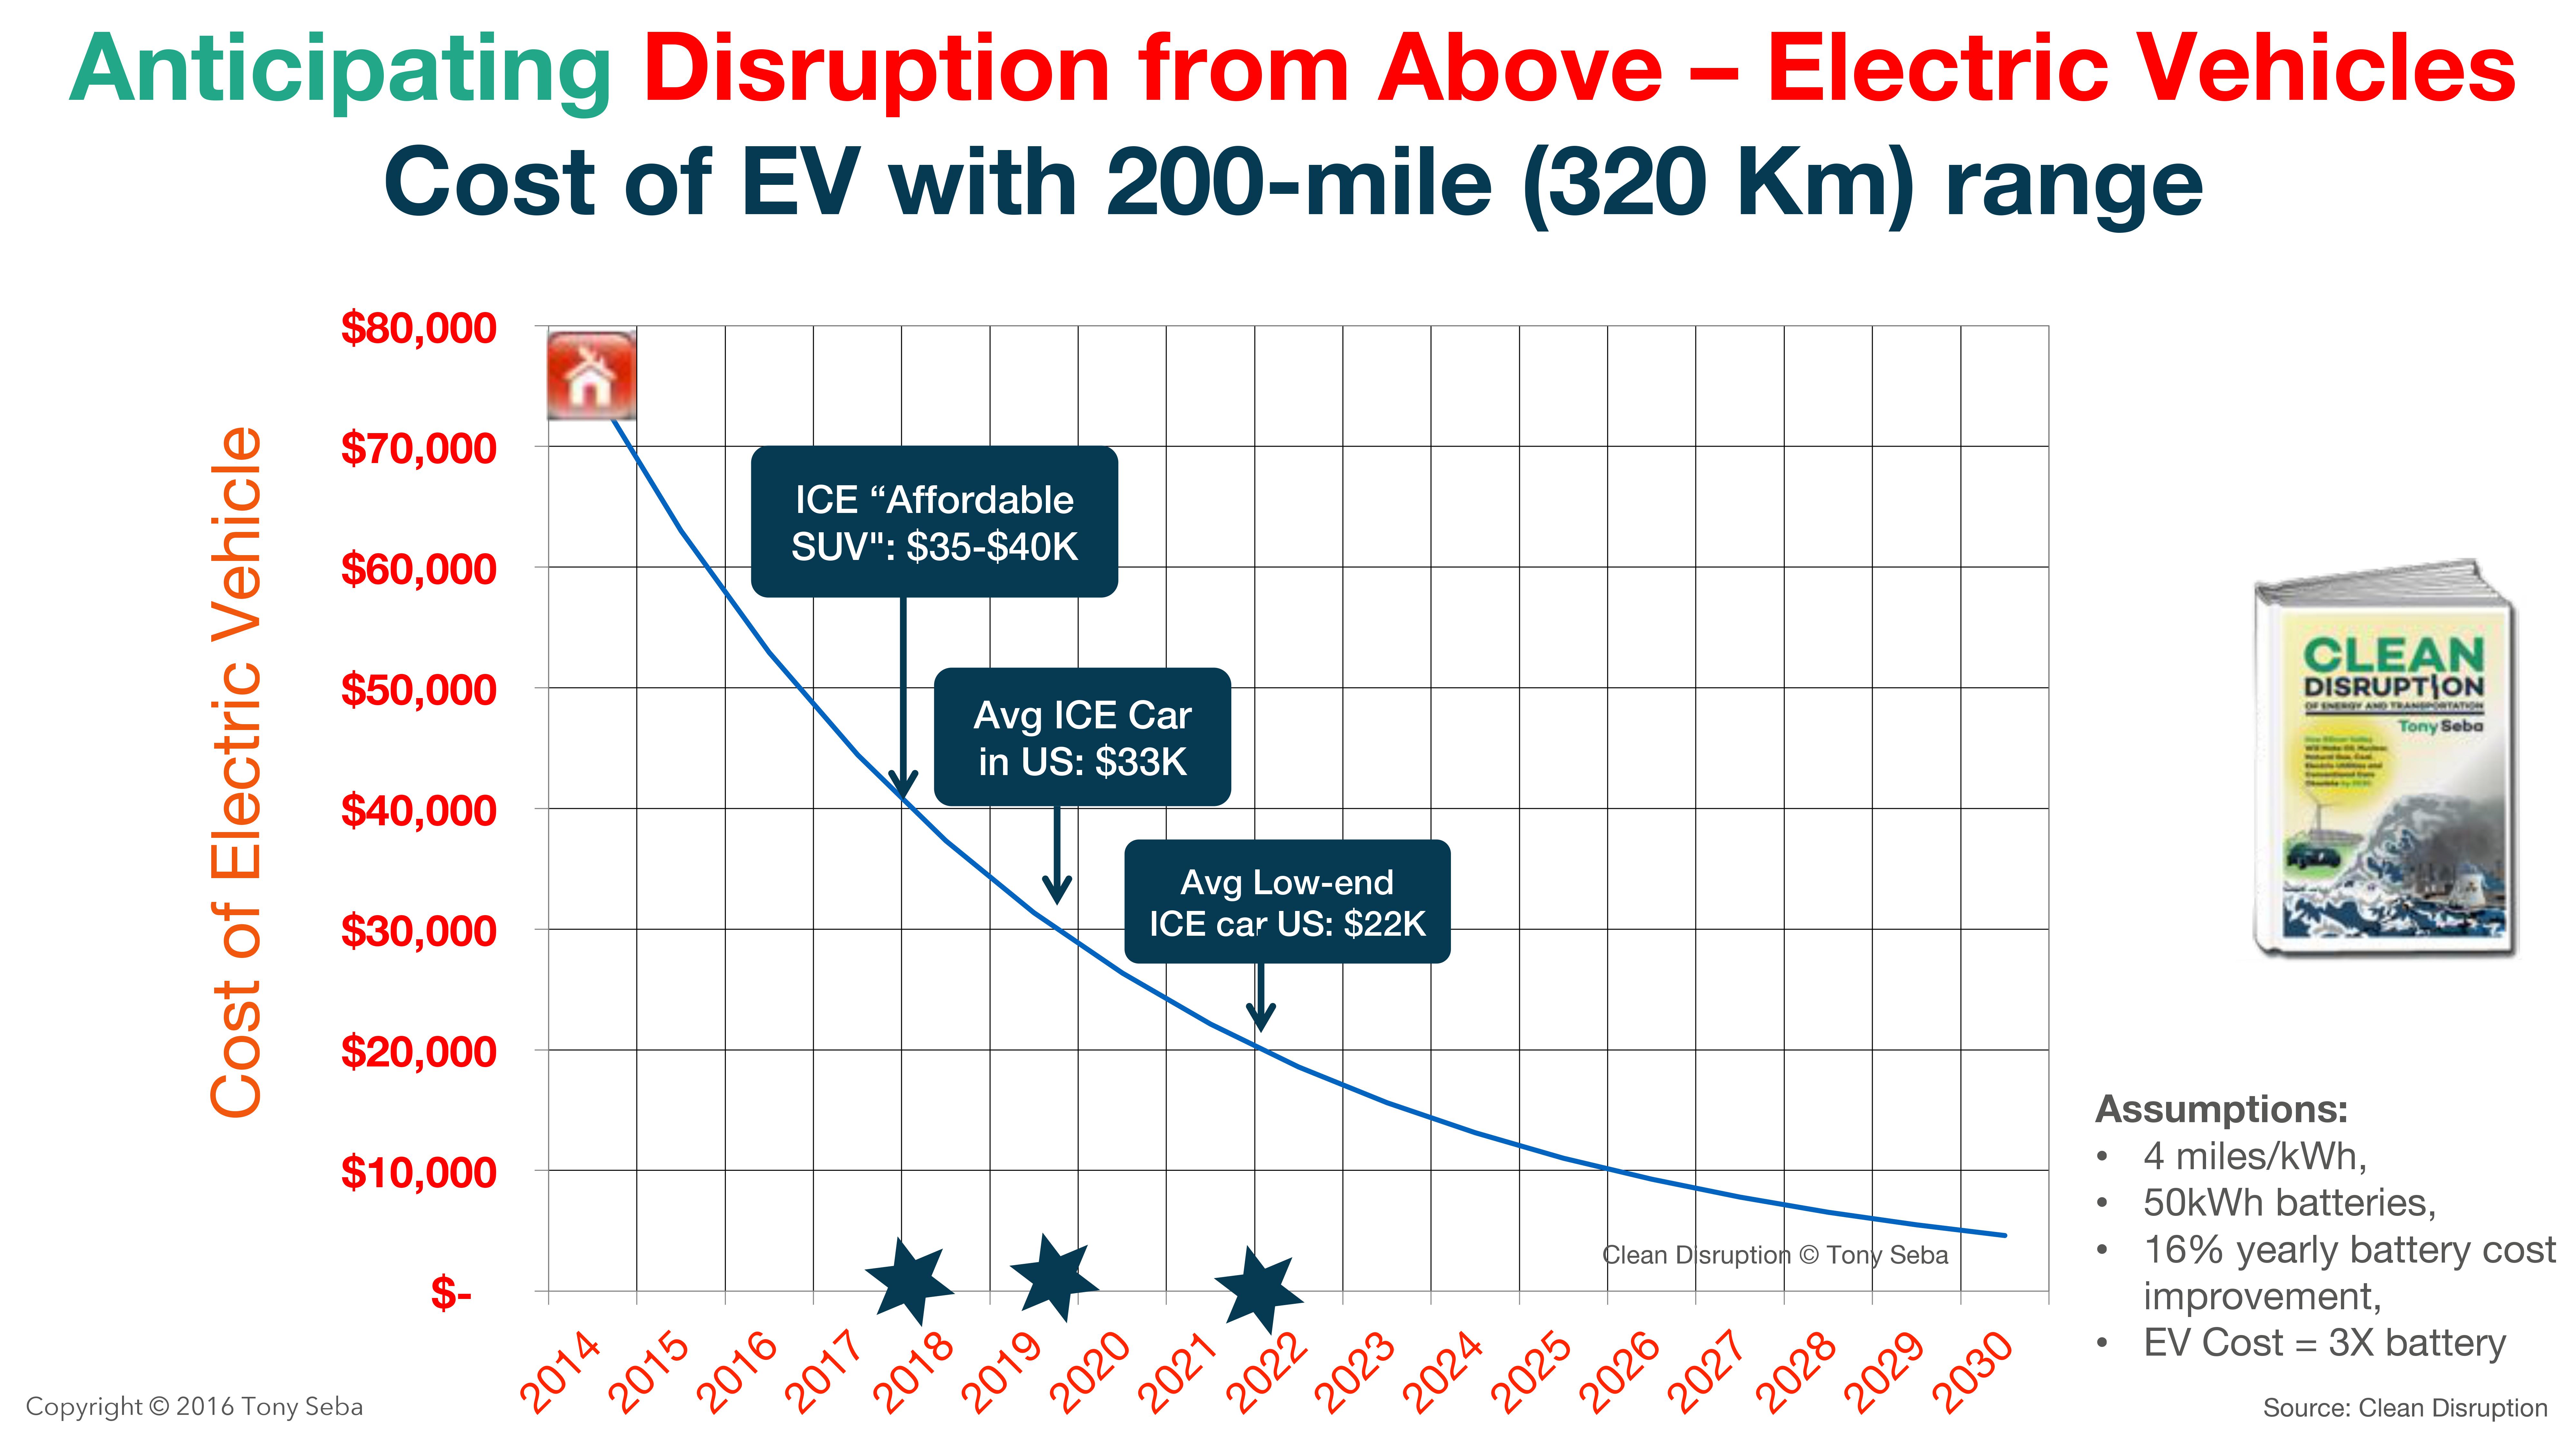 Anticipating Disruption from Above – Electric Vehicles
Cost of EV with 200-mile (320 Km) range
Cost of Electric Vehicle
$80,000
$70,000
$60,000
$50,000
$40,000
$30,000
$20,000
$10,000
$-
ICE “Affordable
SUV": $35-$40K
Avg ICE Car
in US: $33K
Avg Low-end
ICE car US: $22K
Clean Disruption © Tony Seba
2014
2015
2016
2017
2018
2019
2020
2021
2022
2023
2024
2025
2026
2027
2028
2029
2030
CLEAN
DISRUPTION
OF ENERGY AND TRANSPORTATION
Tony Seba
Assumptions:
• 4 miles/kWh,
• 50kWh batteries,
• 16% yearly battery cost
improvement,
• EV Cost = 3X battery
Copyright © 2016 Tony Seba
Source: Clean Disruption